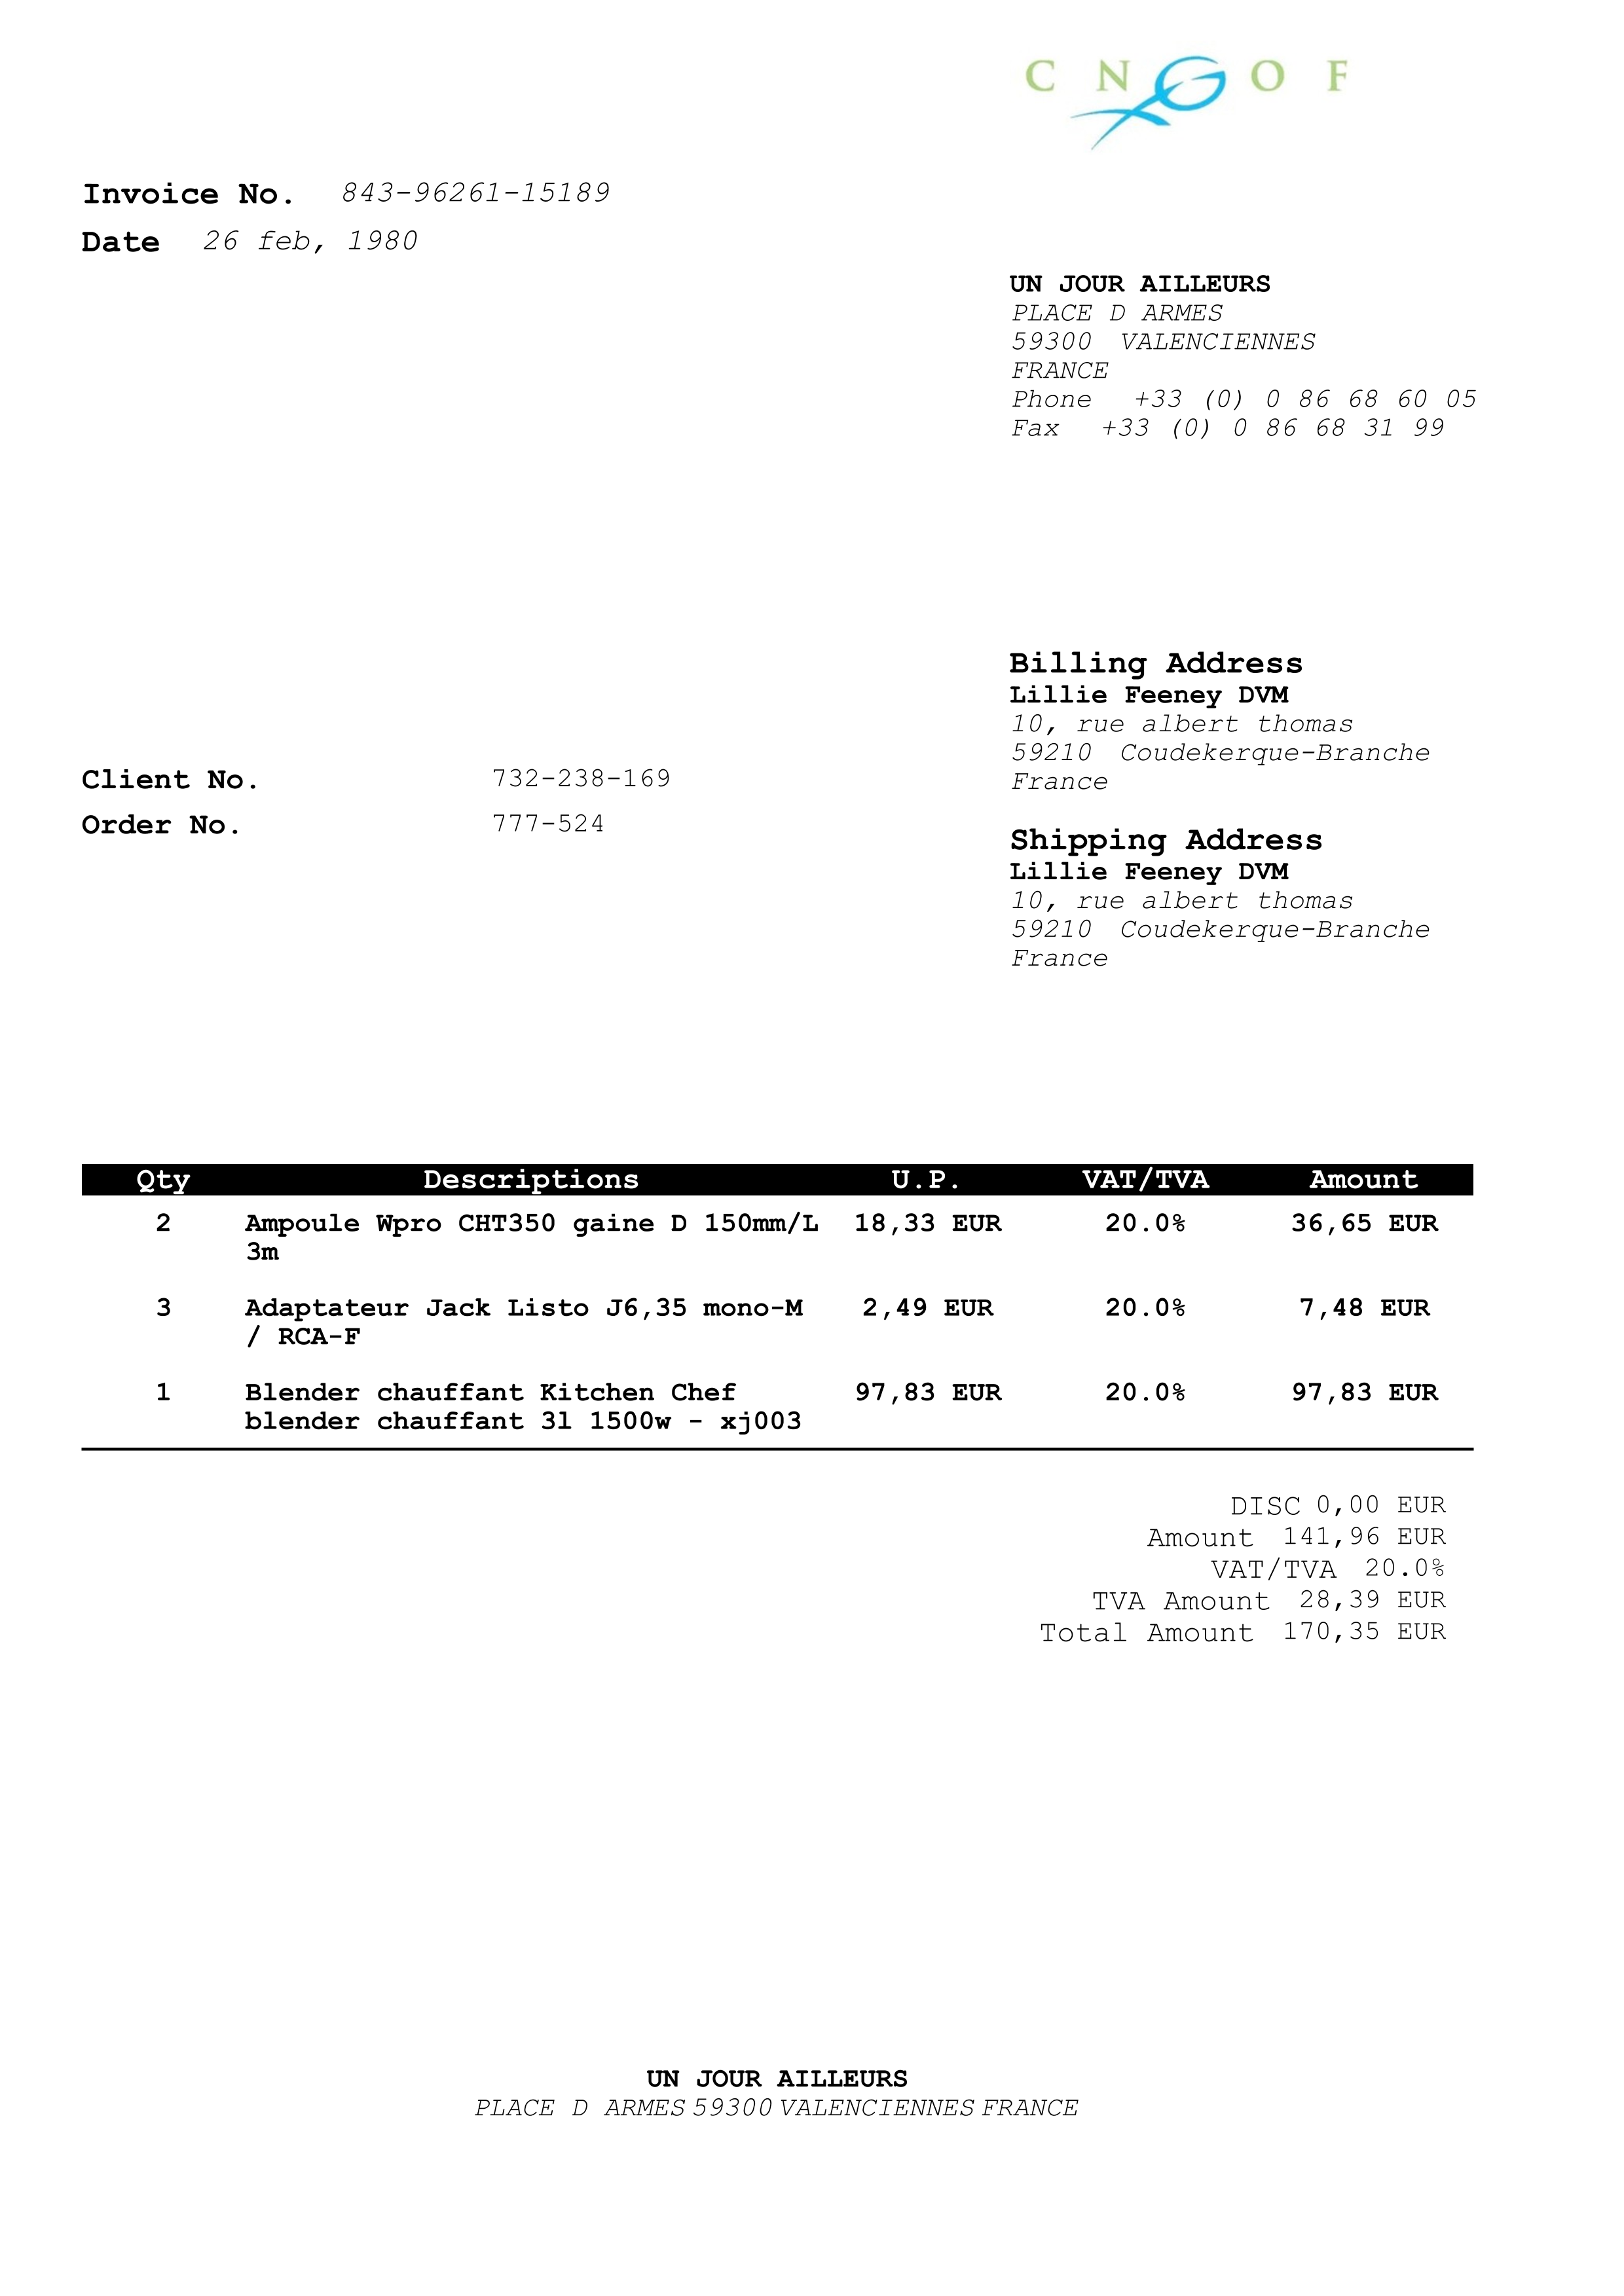 C N G O F
Invoice No. 843-96261-15189
Date 26 feb, 1980
UN JOUR AILLEURS
PLACE D ARMES
59300 VALENCIENNES
FRANCE
Phone +33 (0) 0 86 68 60 05
Fax +33 (0) 0 86 68 31 99
Billing Address
Lillie Feeney DVM
10, rue albert thomas
59210 Coudekerque-Branche
France
Client No. 732-238-169
Order No. 777-524
Shipping Address
Lillie Feeney DVM
10, rue albert thomas
59210 Coudekerque-Branche
France
Qty Descriptions U.P. VAT/TVA Amount
2 Ampoule Wpro CHT350 gaine D 150mm/L 18,33 EUR 20.0% 36,65 EUR
3m
3 Adaptateur Jack Listo J6,35 mono-M 2,49 EUR 20.0% 7,48 EUR
/ RCA-F
1 Blender chauffant Kitchen Chef 97,83 EUR 20.0% 97,83 EUR
blender chauffant 3l 1500w - xj003
DISC 0,00 EUR
Amount 141,96 EUR
VAT/TVA 20.0%
TVA Amount 28,39 EUR
Total Amount 170,35 EUR
UN JOUR AILLEURS
PLACE D ARMES 59300 VALENCIENNES FRANCE